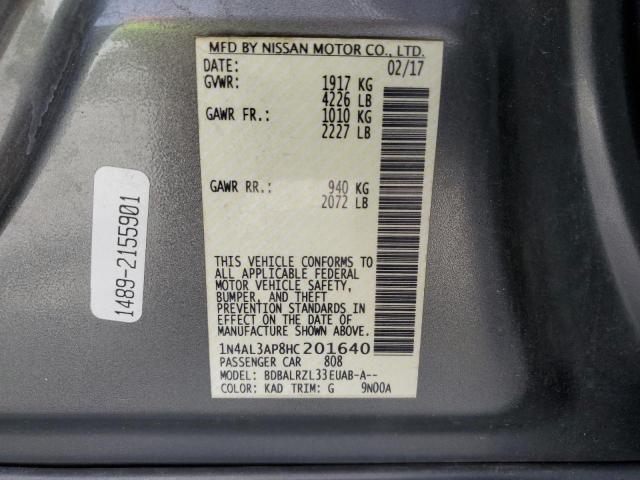 MFD BY NISSAN MOTOR CO., LTD.
DATE: 02/17
GVWR: 1917 KG
4226 LB
GAWR FR.: 1010 KG
2227 LB
GAWR RR.: 940 KG
2072 LB
THIS VEHICLE CONFORMS TO
ALL APPLICABLE FEDERAL
MOTOR VEHICLE SAFETY,
BUMPER, AND THEFT
PREVENTION STANDARDS IN
EFFECT ON THE DATE OF
MANUFACTURE SHOWN ABOVE.
1N4AL3AP8HC201640
PASSENGER CAR 808
MODEL: BDBALRZL33EUAB-A--
COLOR: KAD TRIM: G 9N00A
1489-2155901